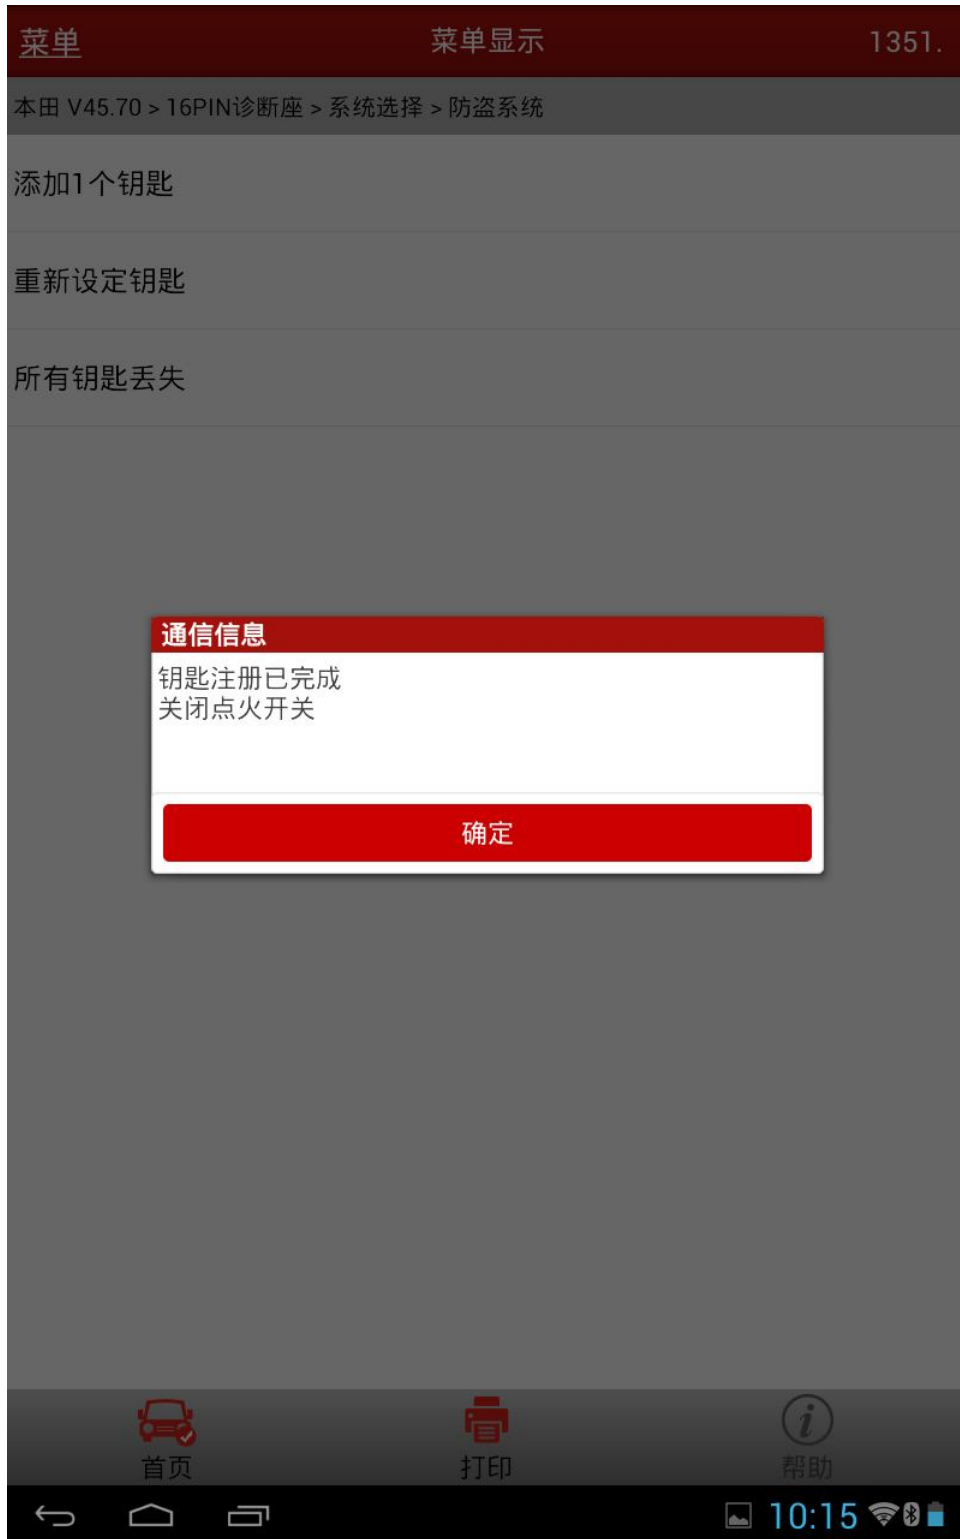 菜单
菜单显示
1351.
本田 V45.70 > 16PIN诊断座 > 系统选择 > 防盗系统
添加1个钥匙
重新设定钥匙
所有钥匙丢失
通信信息
钥匙注册已完成
关闭点火开关
确定
首页
打印
帮助
10:15